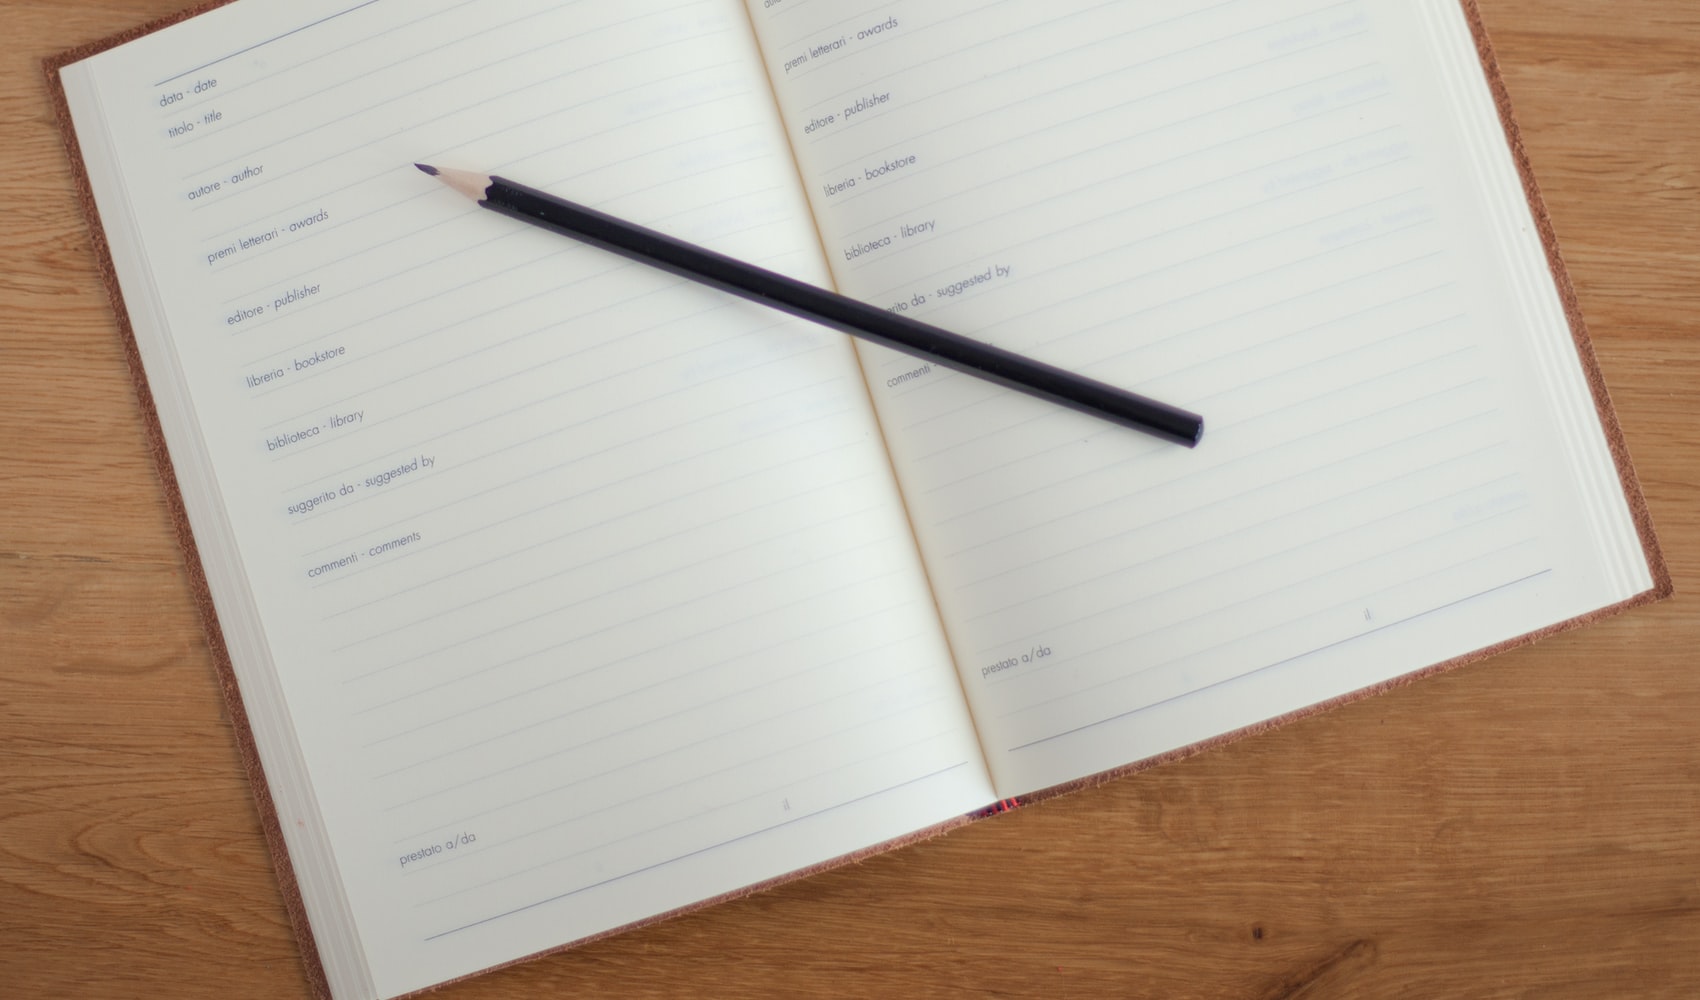 data - date
titolo - title
autore - author
premi letterari - awards
editore - publisher
libreria - bookstore
biblioteca - library
suggerito da - suggested by
commenti - comments
prestato a/da
il
premi letterari - awards
editore - publisher
libreria - bookstore
biblioteca - library
da - suggested by
commenti -
prestato a/da
il